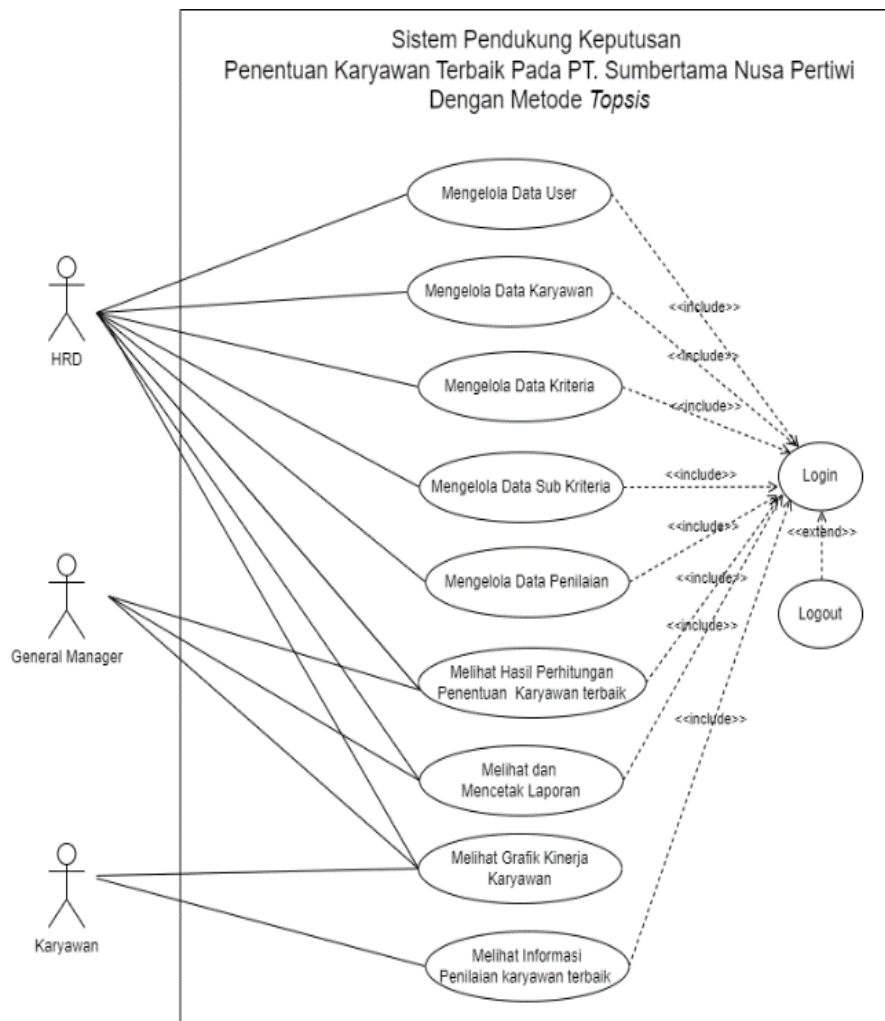 Sistem Pendukung Keputusan
Penentuan Karyawan Terbaik Pada PT. Sumbertama Nusa Pertiwi
Dengan Metode Topsis
Mengelola Data User
Mengelola Data Karyawan
<<include>>
HRD
<<include>>
Mengelola Data Kriteria
<<include>>
Mengelola Data Sub Kriteria
<<include>>
Login
<<include>>
<<extend>>
Mengelola Data Penilaian
<<include>>
Logout
<<include>>
General Manager
Melihat Hasil Perhitungan
Penentuan Karyawan terbaik
<<include>>
Melihat dan
Mencetak Laporan
Melihat Grafik Kinerja
Karyawan
Karyawan
Melihat Informasi
Penilaian karyawan terbaik